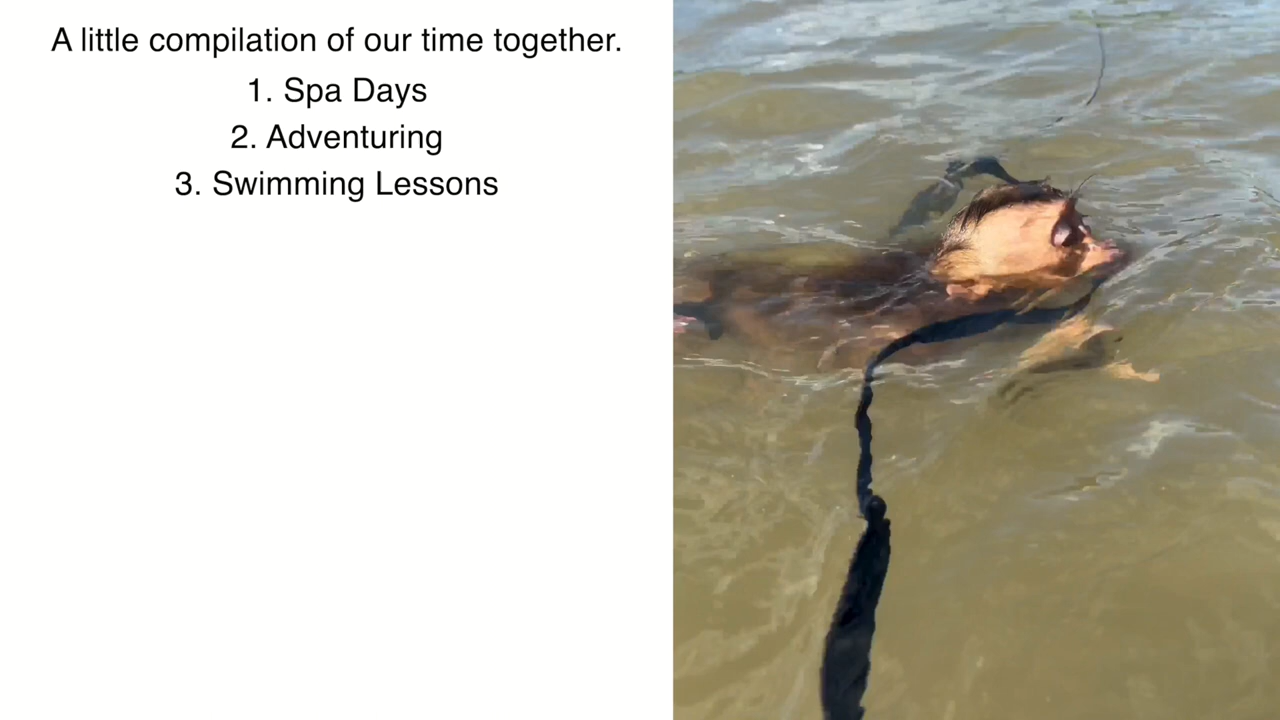 A little compilation of our time together.
1. Spa Days
2. Adventuring
3. Swimming Lessons